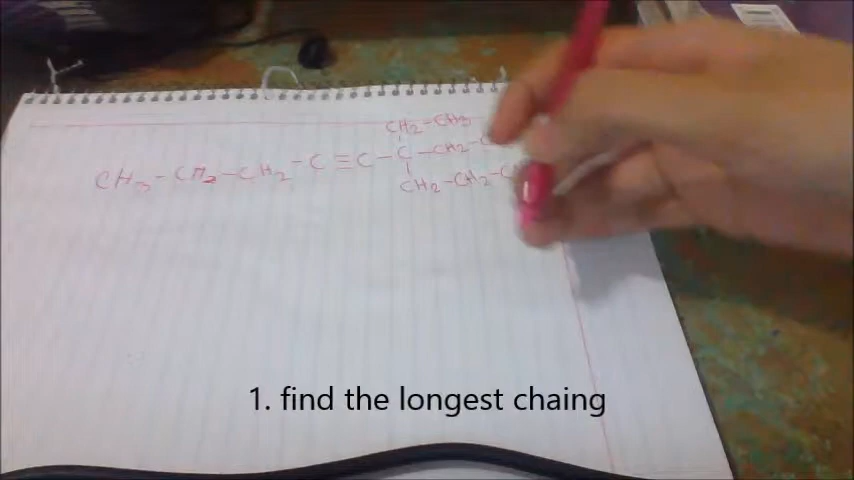 CH2-CH3
CH3-CH2-CH2-C≡C-C-CH2-C
CH2-CH2-C
1. find the longest chaing